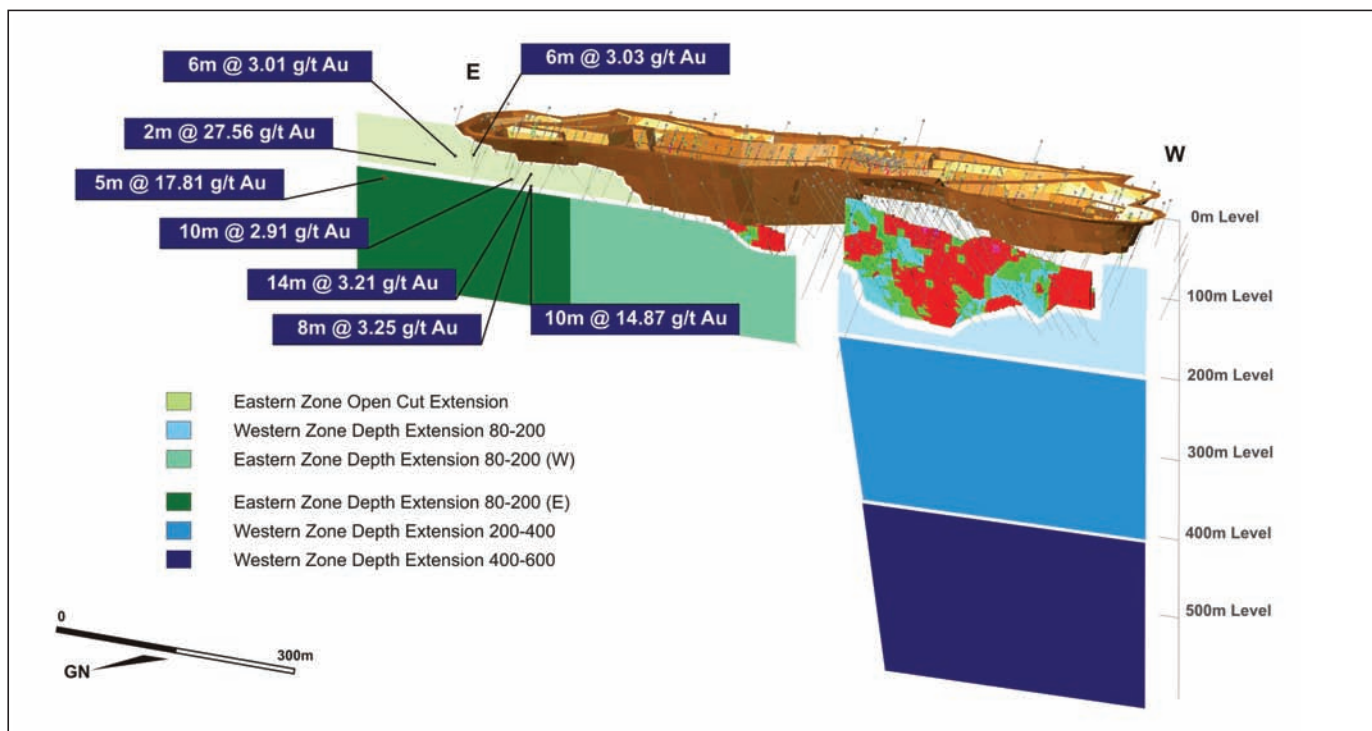 6m @ 3.01 g/t Au
E
6m @ 3.03 g/t Au
2m @ 27.56 g/t Au
W
5m @ 17.81 g/t Au
0m Level
10m @ 2.91 g/t Au
14m @ 3.21 g/t Au
100m Level
8m @ 3.25 g/t Au
10m @ 14.87 g/t Au
200m Level
Eastern Zone Open Cut Extension
Western Zone Depth Extension 80-200
Eastern Zone Depth Extension 80-200 (W)
300m Level
Eastern Zone Depth Extension 80-200 (E)
Western Zone Depth Extension 200-400
400m Level
Western Zone Depth Extension 400-600
500m Level
0
300m
GN